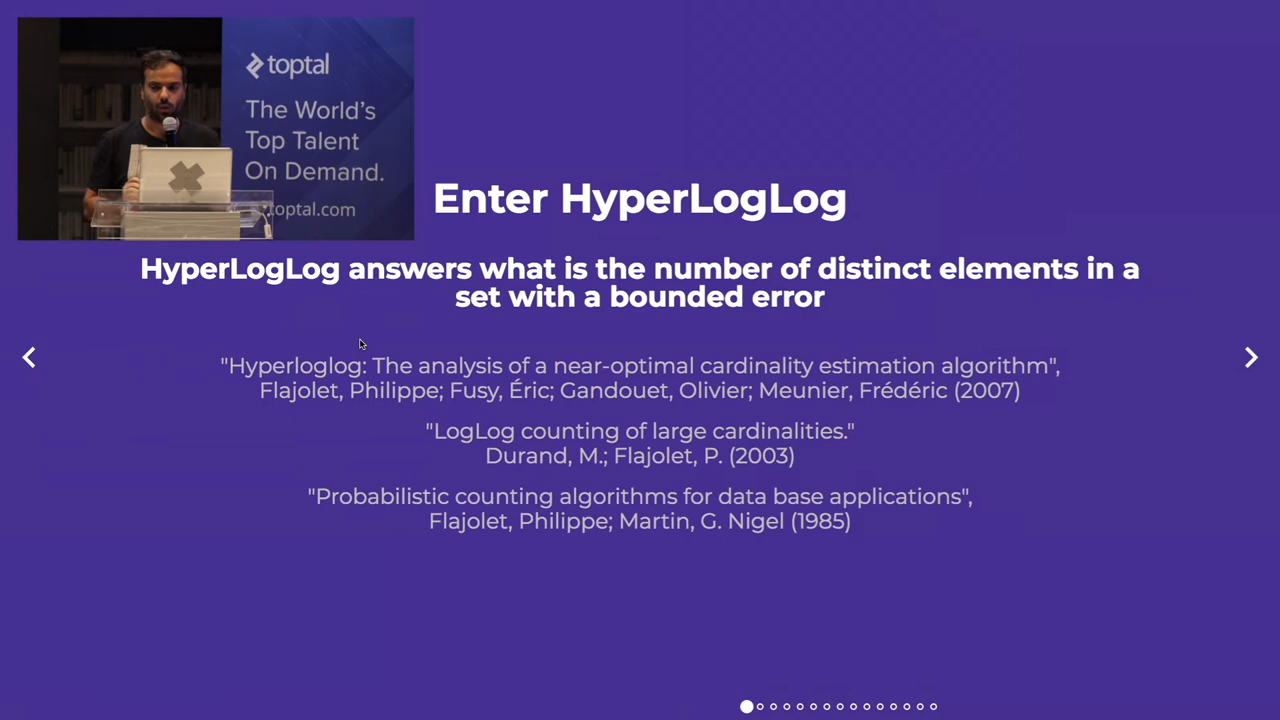 toptal
The World's
Top Talent
On Demand.
toptal.com
Enter HyperLogLog
HyperLogLog answers what is the number of distinct elements in a
set with a bounded error
"Hyperloglog: The analysis of a near-optimal cardinality estimation algorithm",
Flajolet, Philippe; Fusy, Éric; Gandouet, Olivier; Meunier, Frédéric (2007)
"LogLog counting of large cardinalities."
Durand, M.; Flajolet, P. (2003)
"Probabilistic counting algorithms for data base applications",
Flajolet, Philippe; Martin, G. Nigel (1985)